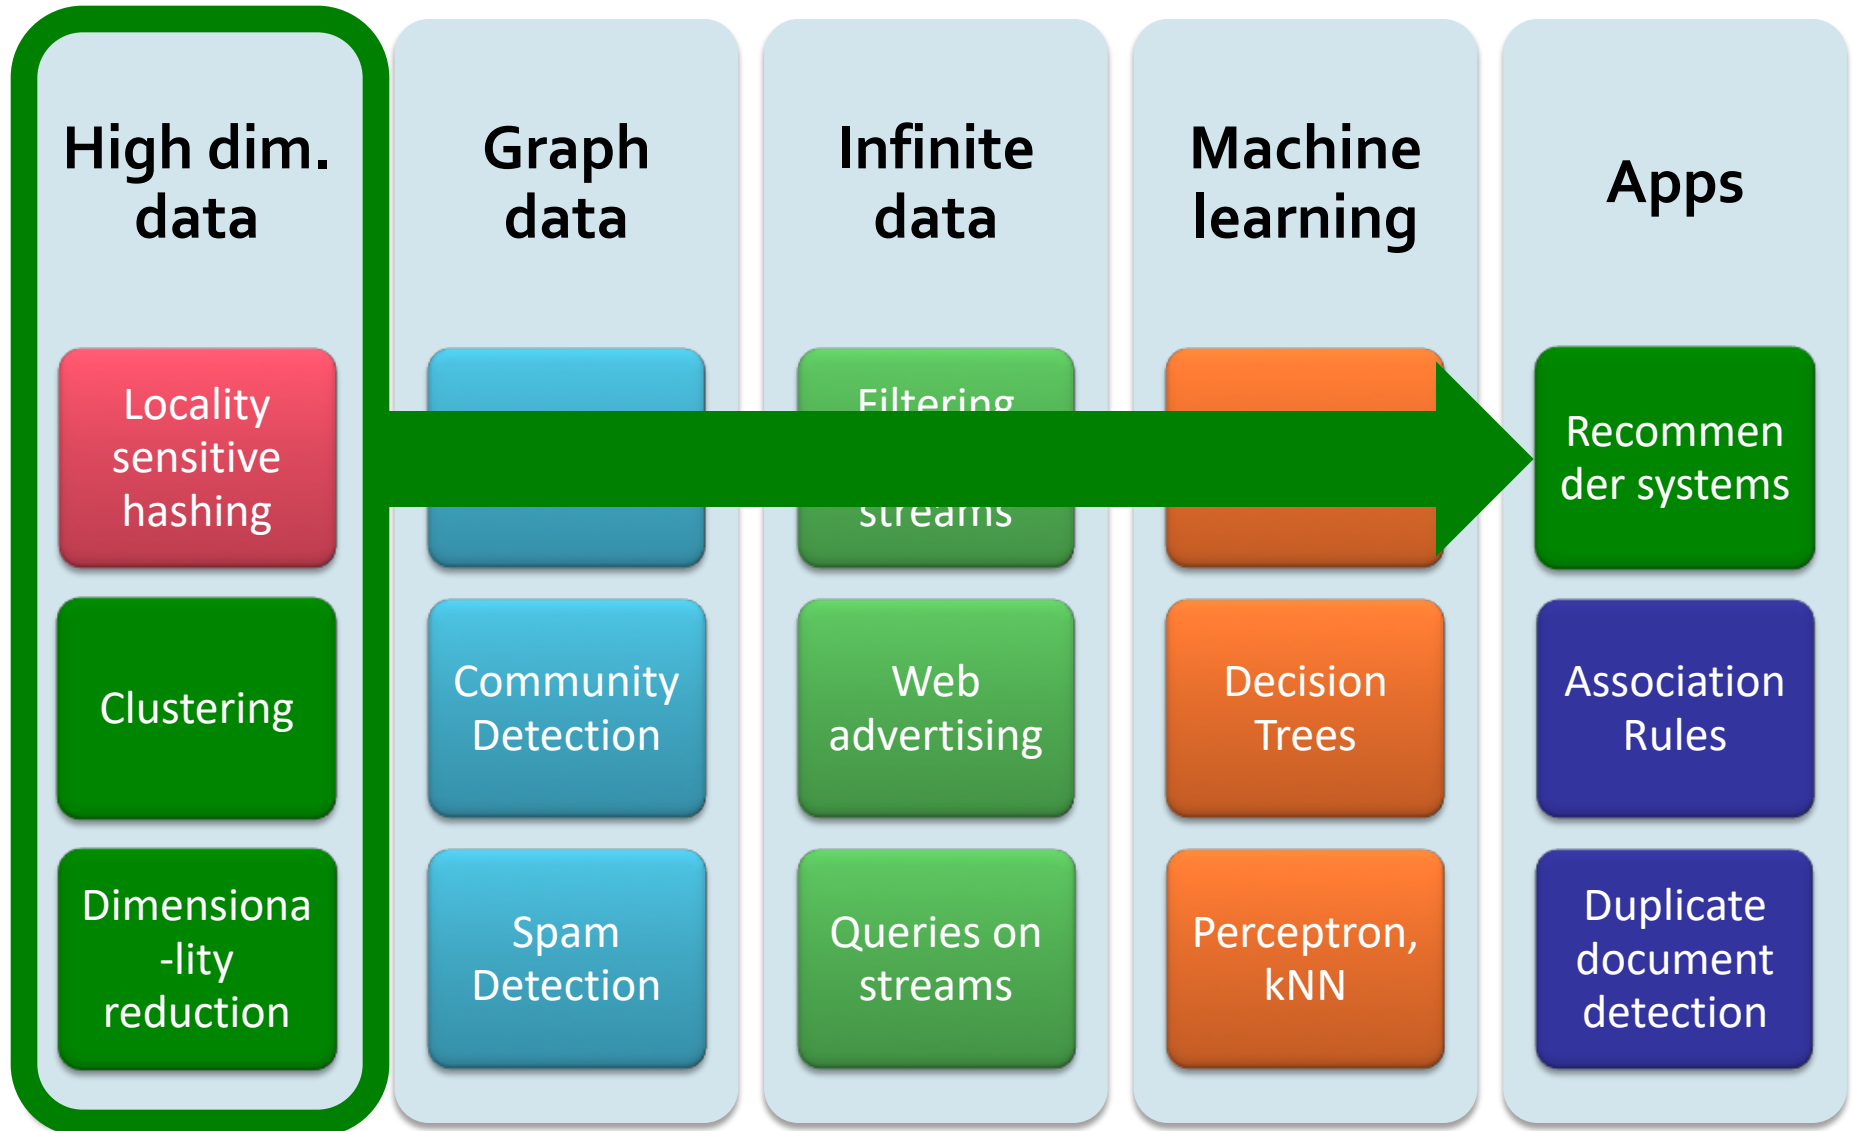 High dim.
data
Locality
sensitive
hashing
Clustering
Dimensiona
-lity
reduction
Graph
data
Community
Detection
Spam
Detection
Infinite
data
Filtering
streams
Web
advertising
Queries on
streams
Machine
learning
Decision
Trees
Perceptron,
kNN
Apps
Recommen
der systems
Association
Rules
Duplicate
document
detection